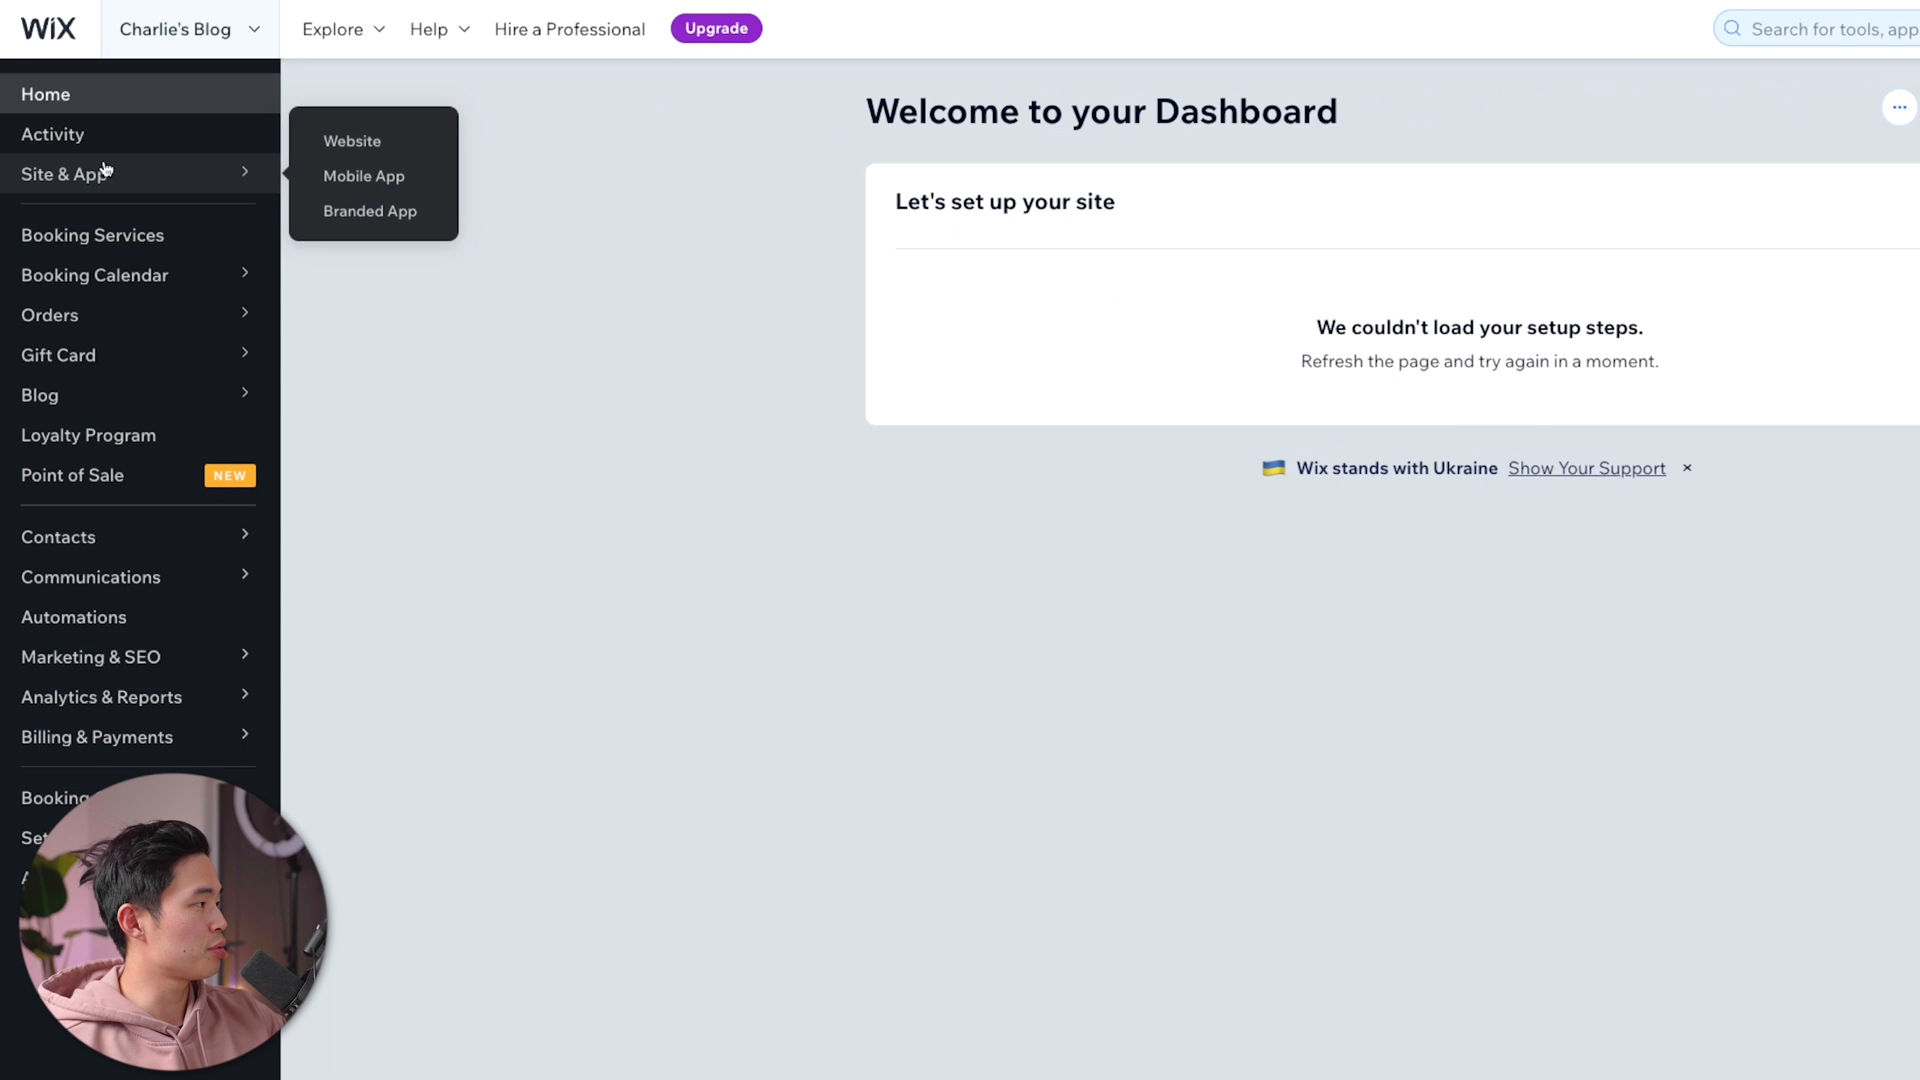 WiX
Charlie's Blog
Explore
Help
Hire a Professional
Upgrade
Search for tools, app
Home
Activity
Site & App
Website
Mobile App
Branded App
Booking Services
Booking Calendar
Orders
Gift Card
Blog
Loyalty Program
Point of Sale
NEW
Contacts
Communications
Automations
Marketing & SEO
Analytics & Reports
Billing & Payments
Booking
Welcome to your Dashboard
Let's set up your site
We couldn't load your setup steps.
Refresh the page and try again in a moment.
Wix stands with Ukraine Show Your Support